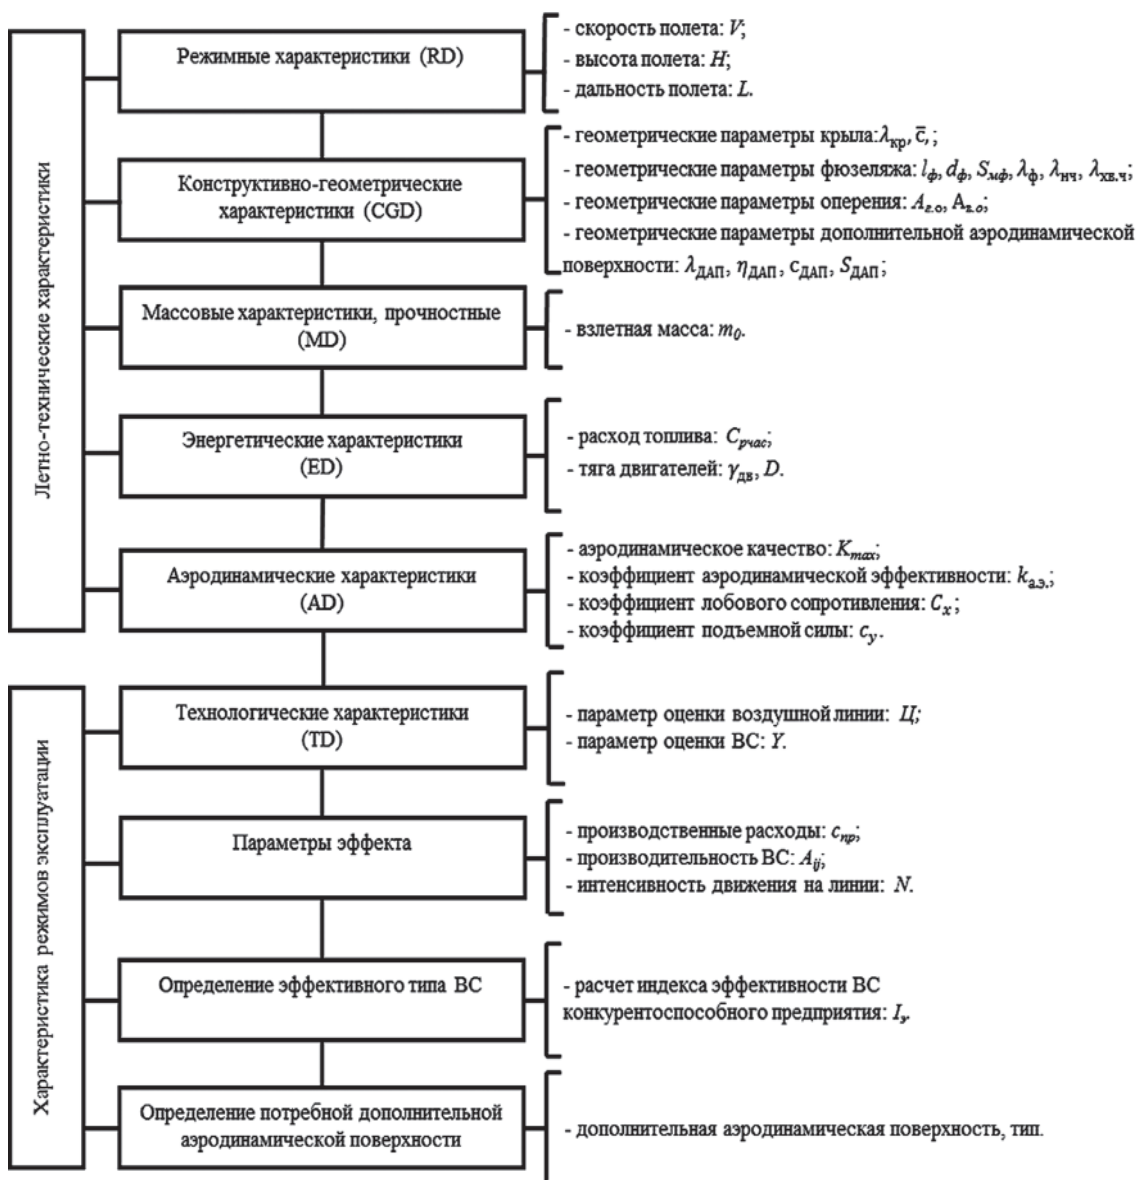 Летно-технические характеристики
Режимные характеристики (RD)
- скорость полета: V;
- высота полета: H;
- дальность полета: L.
Конструктивно-геометрические
характеристики (CGD)
- геометрические параметры крыла:λкр, c̄, ;
- геометрические параметры фюзеляжа: lф, dф, Sмф, λф, λнч, λхв.ч;
- геометрические параметры оперения: Aг.о, Aв.о;
- геометрические параметры дополнительной аэродинамической
поверхности: λДАП, ηДАП, cДАП, SДАП;
Массовые характеристики, прочностные
(MD)
- взлетная масса: m0.
Энергетические характеристики
(ED)
- расход топлива: Cрчас;
- тяга двигателей: γдв, D.
Аэродинамические характеристики
(AD)
- аэродинамическое качество: Kmax;
- коэффициент аэродинамической эффективности: kа.э.;
- коэффициент лобового сопротивления: Cx;
- коэффициент подъемной силы: cy.
Характеристика режимов эксплуатации
Технологические характеристики
(TD)
- параметр оценки воздушной линии: Ц;
- параметр оценки ВС: Y.
Параметры эффекта
- производственные расходы: cпр;
- производительность ВС: Aij;
- интенсивность движения на линии: N.
Определение эффективного типа ВС
- расчет индекса эффективности ВС
конкурентоспособного предприятия: Iэ.
Определение потребной дополнительной
аэродинамической поверхности
- дополнительная аэродинамическая поверхность, тип.